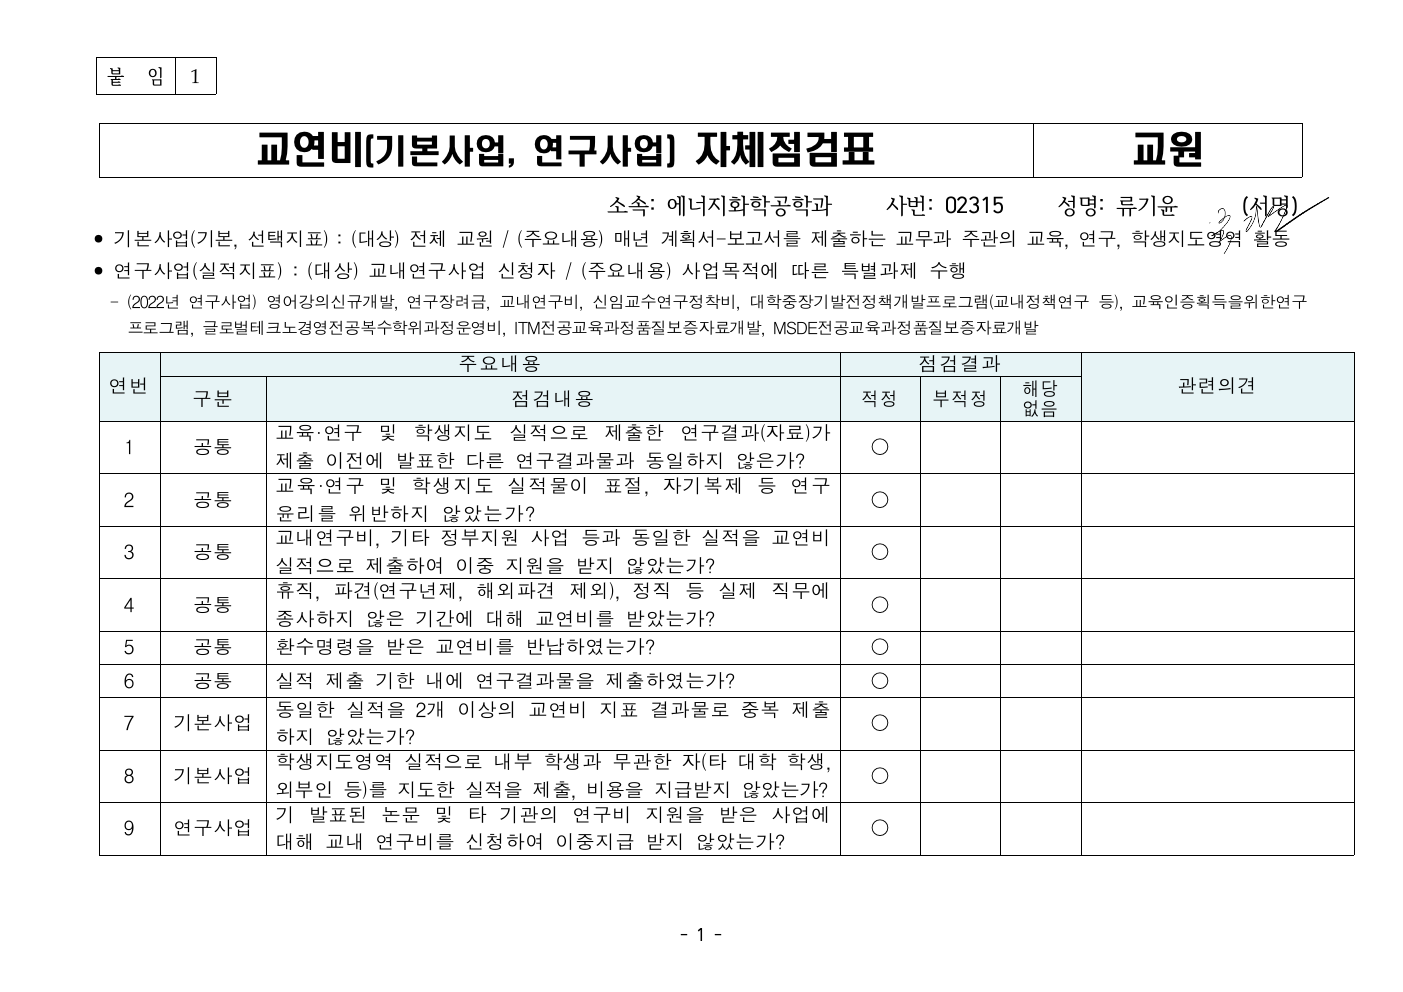 붙 임 1
교연비(기본사업, 연구사업) 자체점검표 교원
소속: 에너지화학공학과 사번: 02315 성명: 류기윤 (서명)
● 기본사업(기본, 선택지표) : (대상) 전체 교원 / (주요내용) 매년 계획서-보고서를 제출하는 교무과 주관의 교육, 연구, 학생지도영역 활동
● 연구사업(실적지표) : (대상) 교내연구사업 신청자 / (주요내용) 사업목적에 따른 특별과제 수행
- (2022년 연구사업) 영어강의신규개발, 연구장려금, 교내연구비, 신임교수연구정착비, 대학중장기발전정책개발프로그램(교내정책연구 등), 교육인증획득을위한연구
프로그램, 글로벌테크노경영전공복수학위과정운영비, ITM전공교육과정품질보증자료개발, MSDE전공교육과정품질보증자료개발
연번 주요내용 점검결과 관련의견
구분 점검내용 적정 부적정 해당
없음
1 공통 교육·연구 및 학생지도 실적으로 제출한 연구결과(자료)가
제출 이전에 발표한 다른 연구결과물과 동일하지 않은가? ○
2 공통 교육·연구 및 학생지도 실적물이 표절, 자기복제 등 연구
윤리를 위반하지 않았는가? ○
3 공통 교내연구비, 기타 정부지원 사업 등과 동일한 실적을 교연비
실적으로 제출하여 이중 지원을 받지 않았는가? ○
4 공통 휴직, 파견(연구년제, 해외파견 제외), 정직 등 실제 직무에
종사하지 않은 기간에 대해 교연비를 받았는가? ○
5 공통 환수명령을 받은 교연비를 반납하였는가? ○
6 공통 실적 제출 기한 내에 연구결과물을 제출하였는가? ○
7 기본사업 동일한 실적을 2개 이상의 교연비 지표 결과물로 중복 제출
하지 않았는가? ○
8 기본사업 학생지도영역 실적으로 내부 학생과 무관한 자(타 대학 학생,
외부인 등)를 지도한 실적을 제출, 비용을 지급받지 않았는가? ○
9 연구사업 기 발표된 논문 및 타 기관의 연구비 지원을 받은 사업에
대해 교내 연구비를 신청하여 이중지급 받지 않았는가? ○
- 1 -